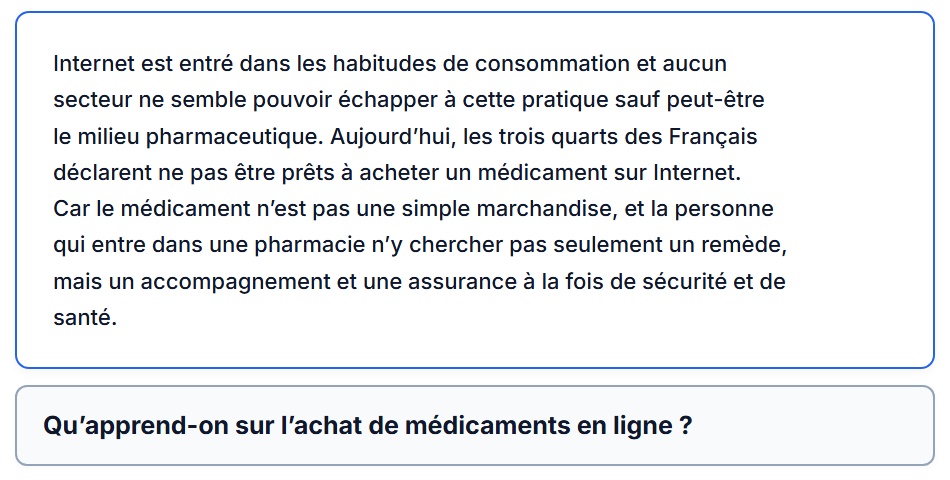 Internet est entré dans les habitudes de consommation et aucun
secteur ne semble pouvoir échapper à cette pratique sauf peut-être
le milieu pharmaceutique. Aujourd’hui, les trois quarts des Français
déclarent ne pas être prêts à acheter un médicament sur Internet.
Car le médicament n’est pas une simple marchandise, et la personne
qui entre dans une pharmacie n’y chercher pas seulement un remède,
mais un accompagnement et une assurance à la fois de sécurité et de
santé.
Qu’apprend-on sur l’achat de médicaments en ligne ?